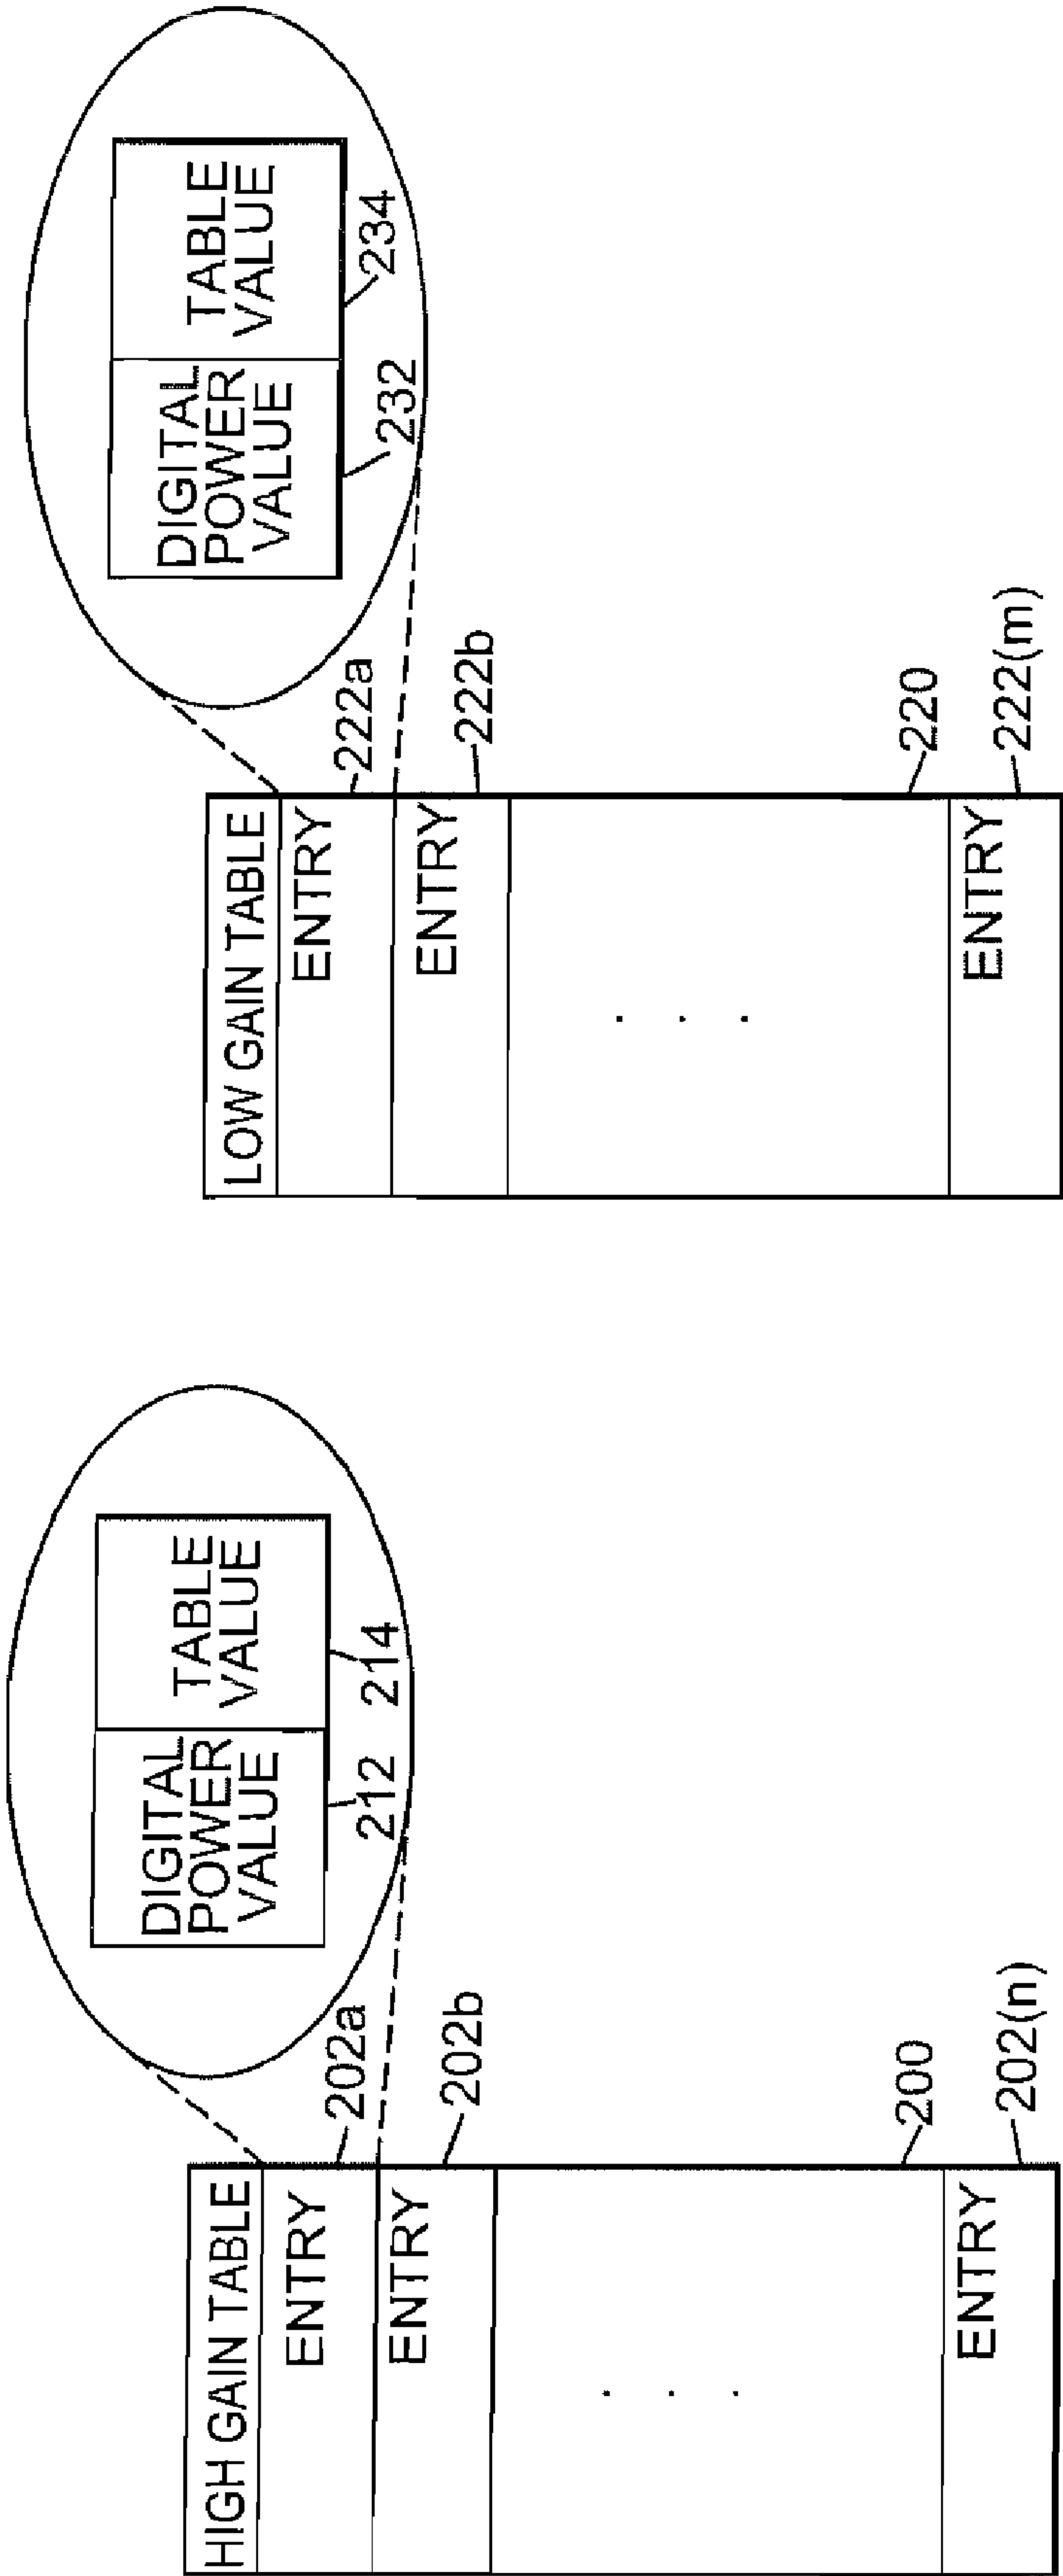 HIGH GAIN TABLE
ENTRY
202a
ENTRY
202b
. . .
200
ENTRY
202(n)
DIGITAL
POWER
VALUE
TABLE
VALUE
212
214
LOW GAIN TABLE
ENTRY
222a
ENTRY
222b
. . .
220
ENTRY
222(m)
DIGITAL
POWER
VALUE
TABLE
VALUE
232
234